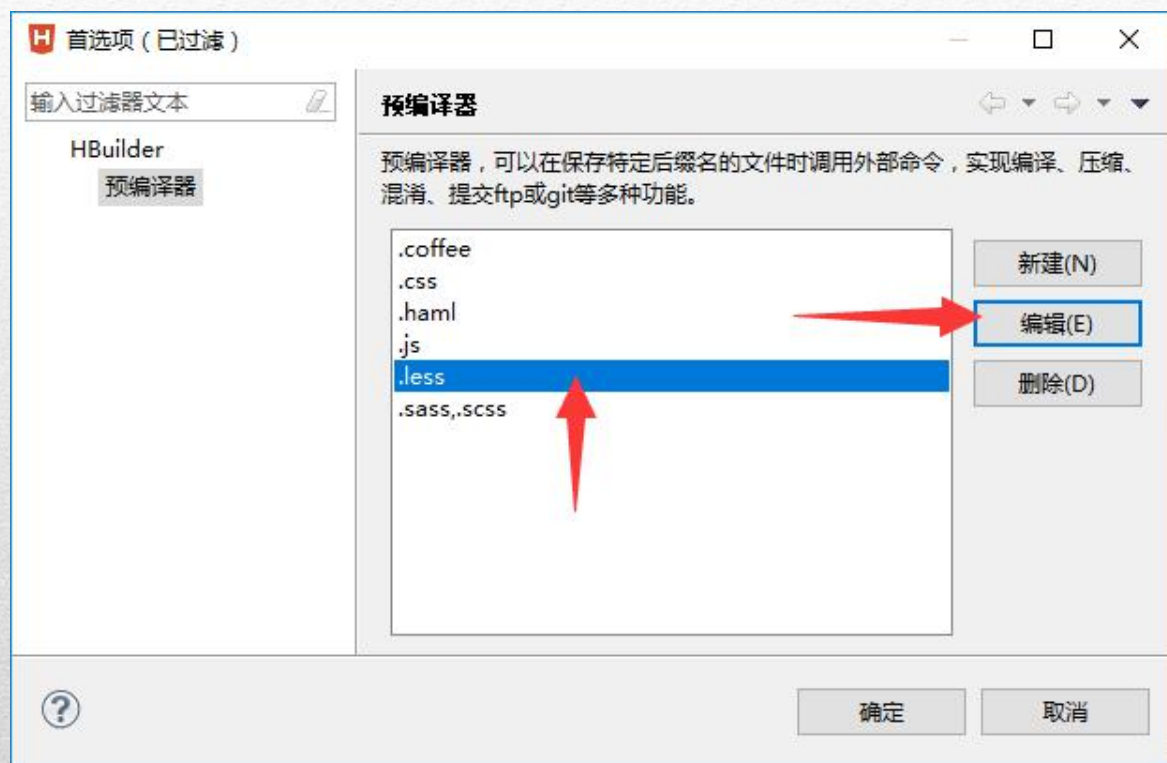 首选项（已过滤）
输入过滤器文本
HBuilder
预编译器
预编译器
预编译器，可以在保存特定后缀名的文件时调用外部命令，实现编译、压缩、
混淆、提交ftp或git等多种功能。
.coffee
.css
.haml
.js
.less
.sass,.scss
新建(N)
编辑(E)
删除(D)
确定
取消